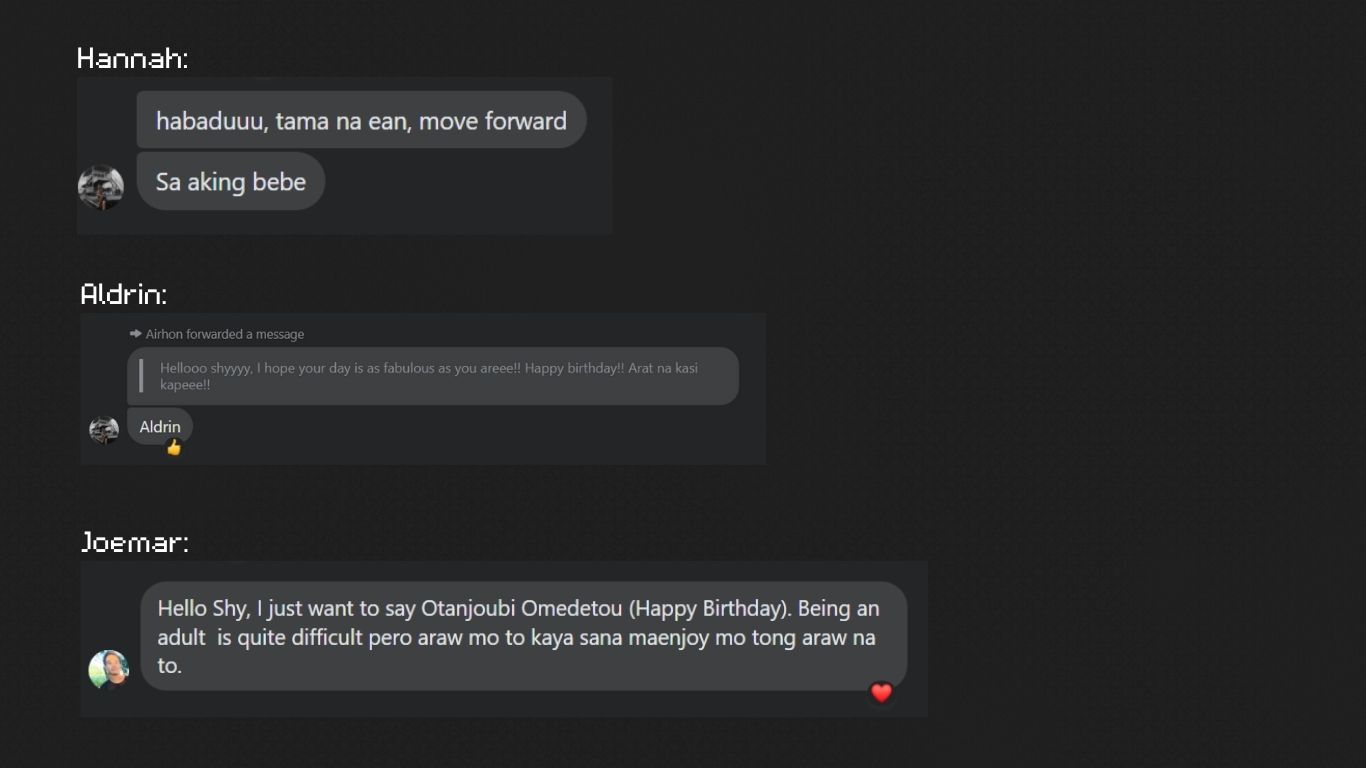 Hannah:
habaduuu, tama na ean, move forward
Sa aking bebe
Aldrin:
Airhon forwarded a message
Hellooo shyyyy, I hope your day is as fabulous as you areee!! Happy birthday!! Arat na kasi
kapeee!!
Aldrin
Joemar:
Hello Shy, I just want to say Otanjoubi Omedetou (Happy Birthday). Being an
adult  is quite difficult pero araw mo to kaya sana maenjoy mo tong araw na
to.